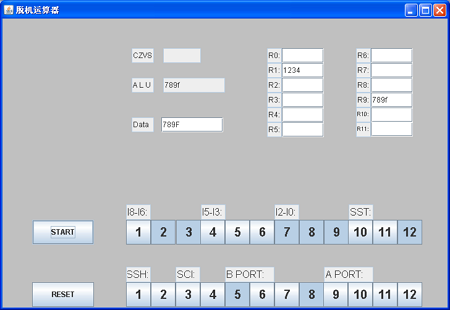 脱机运算器
CZVS
R0:
R6:
R1: 1234
R7:
A L U 789f
R2:
R8:
R3:
R9: 789f
R4:
R10:
Data 789F
R5:
R11:
I8-I6: I5-I3: I2-I0: SST:
START 1 2 3 4 5 6 7 8 9 10 11 12
SSH: SCI: B PORT: A PORT:
RESET 1 2 3 4 5 6 7 8 9 10 11 12